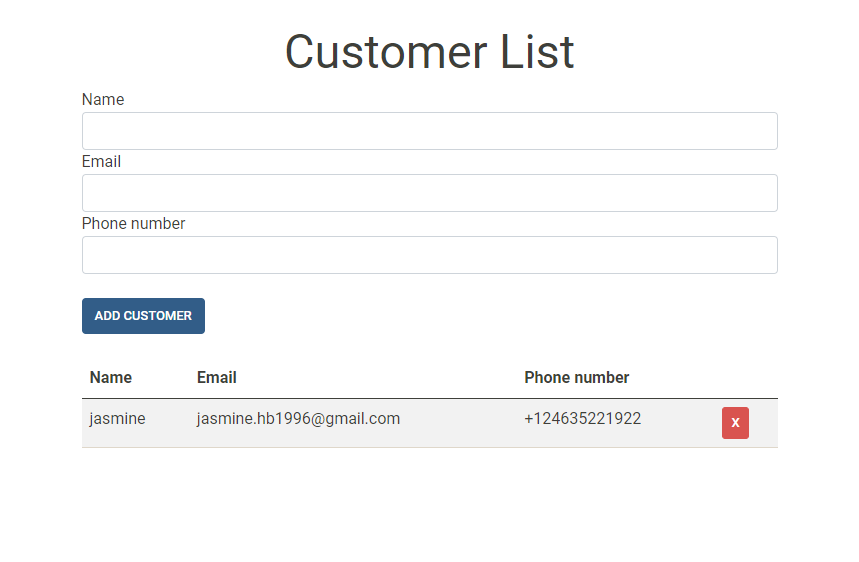 Customer List
Name
Email
Phone number
ADD CUSTOMER
Name Email Phone number
jasmine jasmine.hb1996@gmail.com +124635221922 X